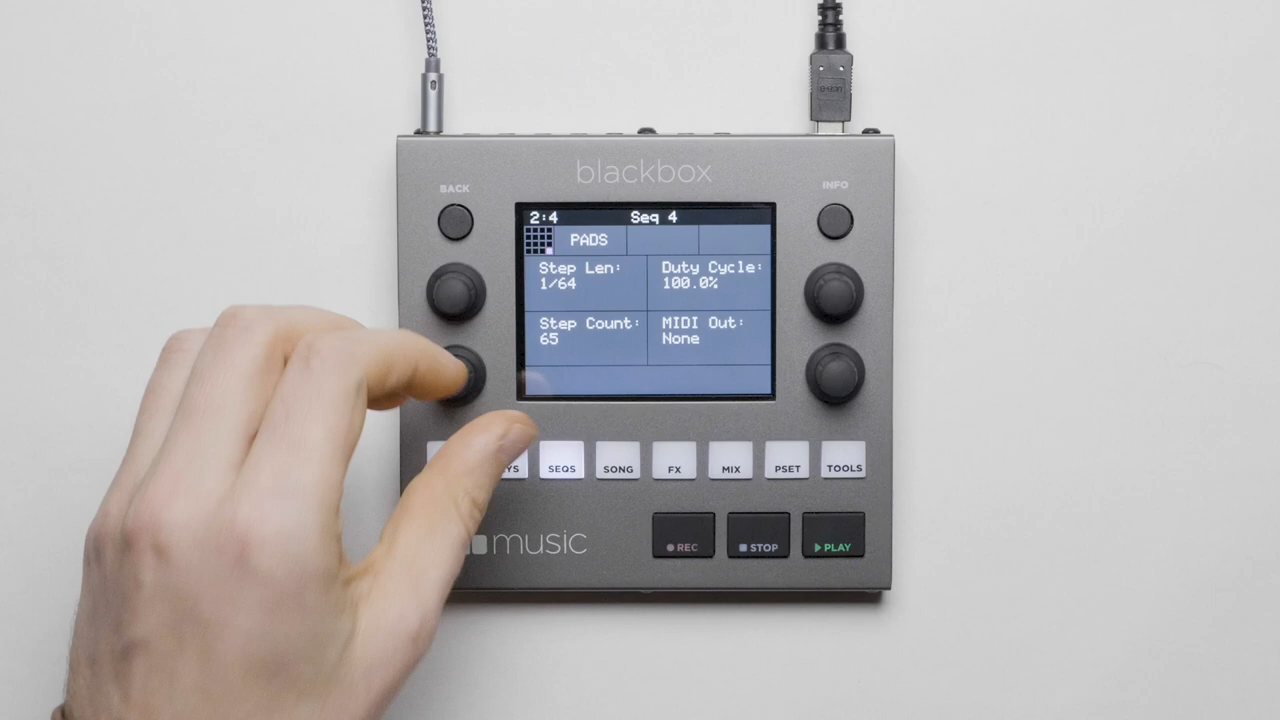 blackbox
BACK
INFO
2:4 Seq 4
PADS
Step Len: Duty Cycle:
1/64 100.0%
Step Count: MIDI Out:
65 None
SEQS SONG FX MIX PSET TOOLS
music
REC STOP PLAY